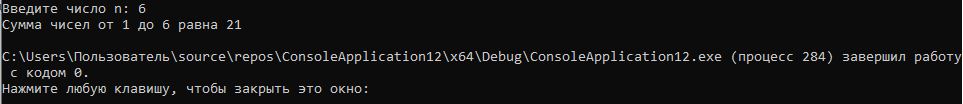 Введите число n: 6
Сумма чисел от 1 до 6 равна 21
C:\Users\Пользователь\source\repos\ConsoleApplication12\x64\Debug\ConsoleApplication12.exe (процесс 284) завершил работу
с кодом 0.
Нажмите любую клавишу, чтобы закрыть это окно: